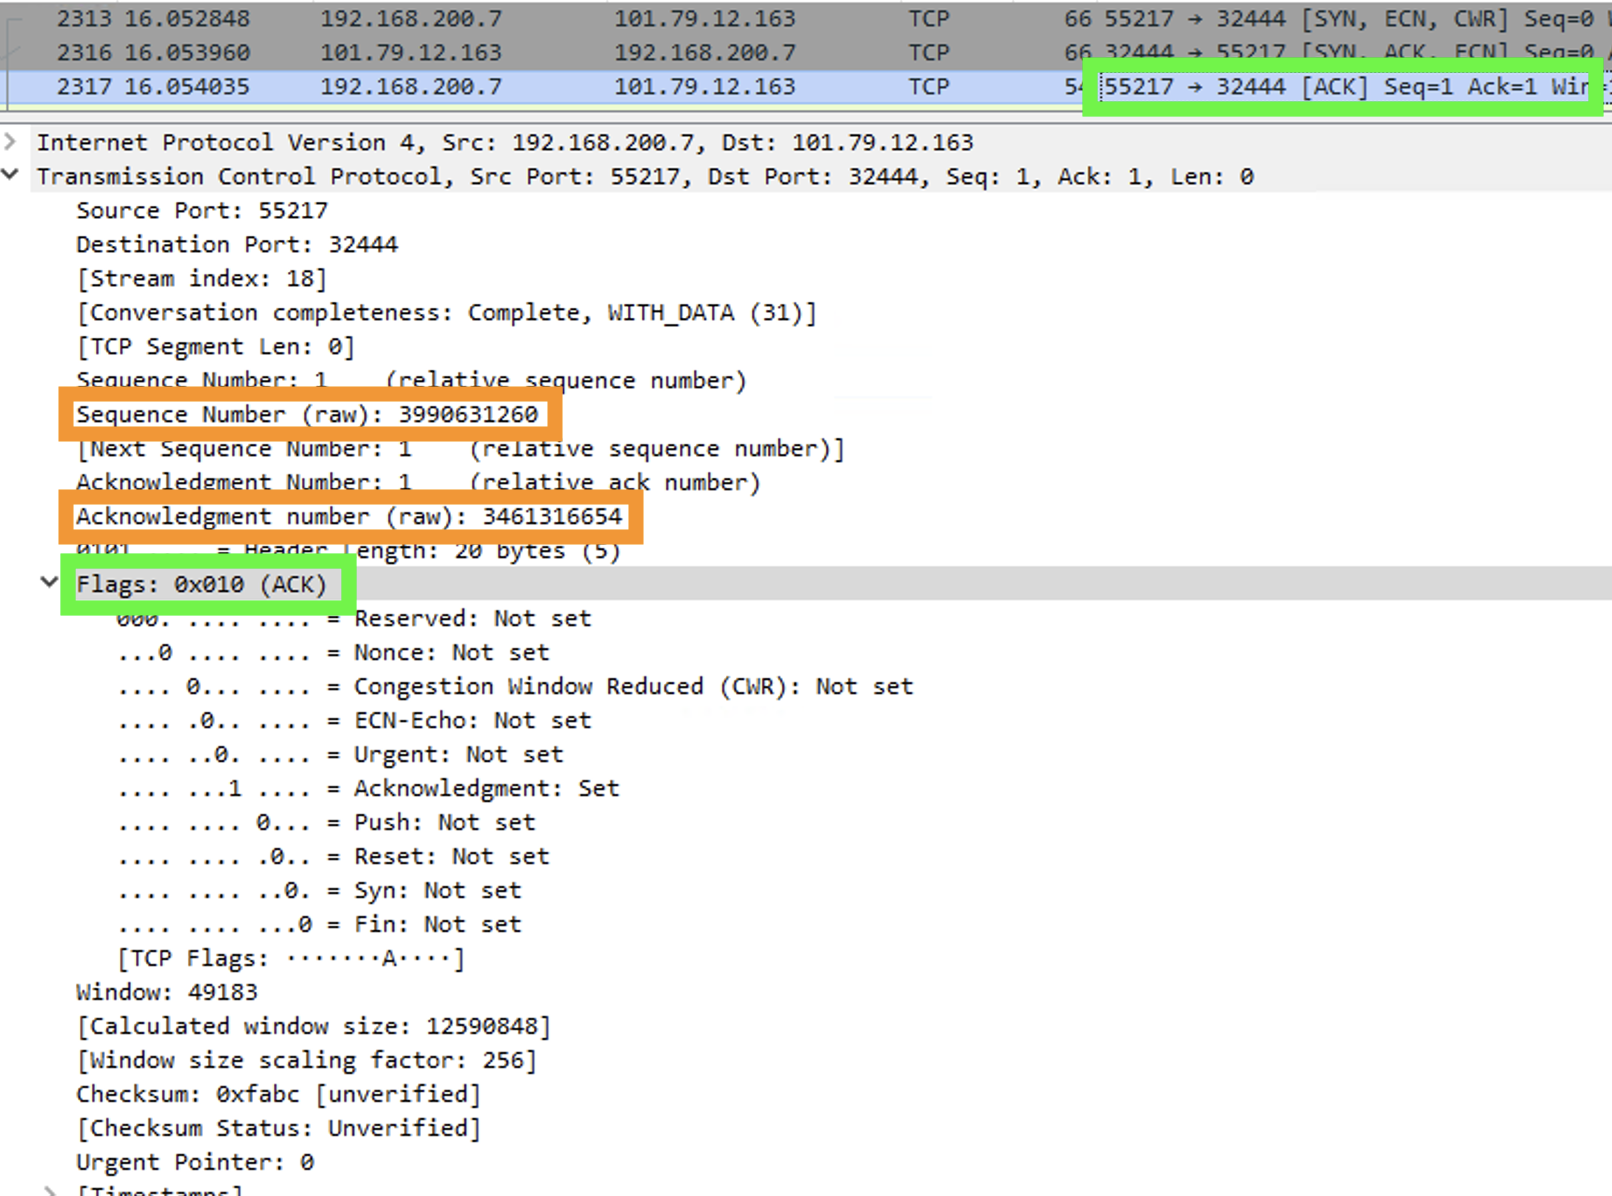 2313 16.052848 192.168.200.7 101.79.12.163 TCP 66 55217 → 32444 [SYN, ECN, CWR] Seq=0
2316 16.053960 101.79.12.163 192.168.200.7 TCP 66 32444 → 55217 [SYN, ACK, ECN] Seq=0
2317 16.054035 192.168.200.7 101.79.12.163 TCP 54 55217 → 32444 [ACK] Seq=1 Ack=1 Win=
Internet Protocol Version 4, Src: 192.168.200.7, Dst: 101.79.12.163
Transmission Control Protocol, Src Port: 55217, Dst Port: 32444, Seq: 1, Ack: 1, Len: 0
Source Port: 55217
Destination Port: 32444
[Stream index: 18]
[Conversation completeness: Complete, WITH_DATA (31)]
[TCP Segment Len: 0]
Sequence Number: 1 (relative sequence number)
Sequence Number (raw): 3990631260
[Next Sequence Number: 1 (relative sequence number)]
Acknowledgment Number: 1 (relative ack number)
Acknowledgment number (raw): 3461316654
0101 .... = Header Length: 20 bytes (5)
Flags: 0x010 (ACK)
000. .... .... = Reserved: Not set
...0 .... .... = Nonce: Not set
.... 0... .... = Congestion Window Reduced (CWR): Not set
.... .0.. .... = ECN-Echo: Not set
.... ..0. .... = Urgent: Not set
.... ...1 .... = Acknowledgment: Set
.... .... 0... = Push: Not set
.... .... .0.. = Reset: Not set
.... .... ..0. = Syn: Not set
.... .... ...0 = Fin: Not set
[TCP Flags: ·······A····]
Window: 49183
[Calculated window size: 12590848]
[Window size scaling factor: 256]
Checksum: 0xfabc [unverified]
[Checksum Status: Unverified]
Urgent Pointer: 0
[Timestamps]